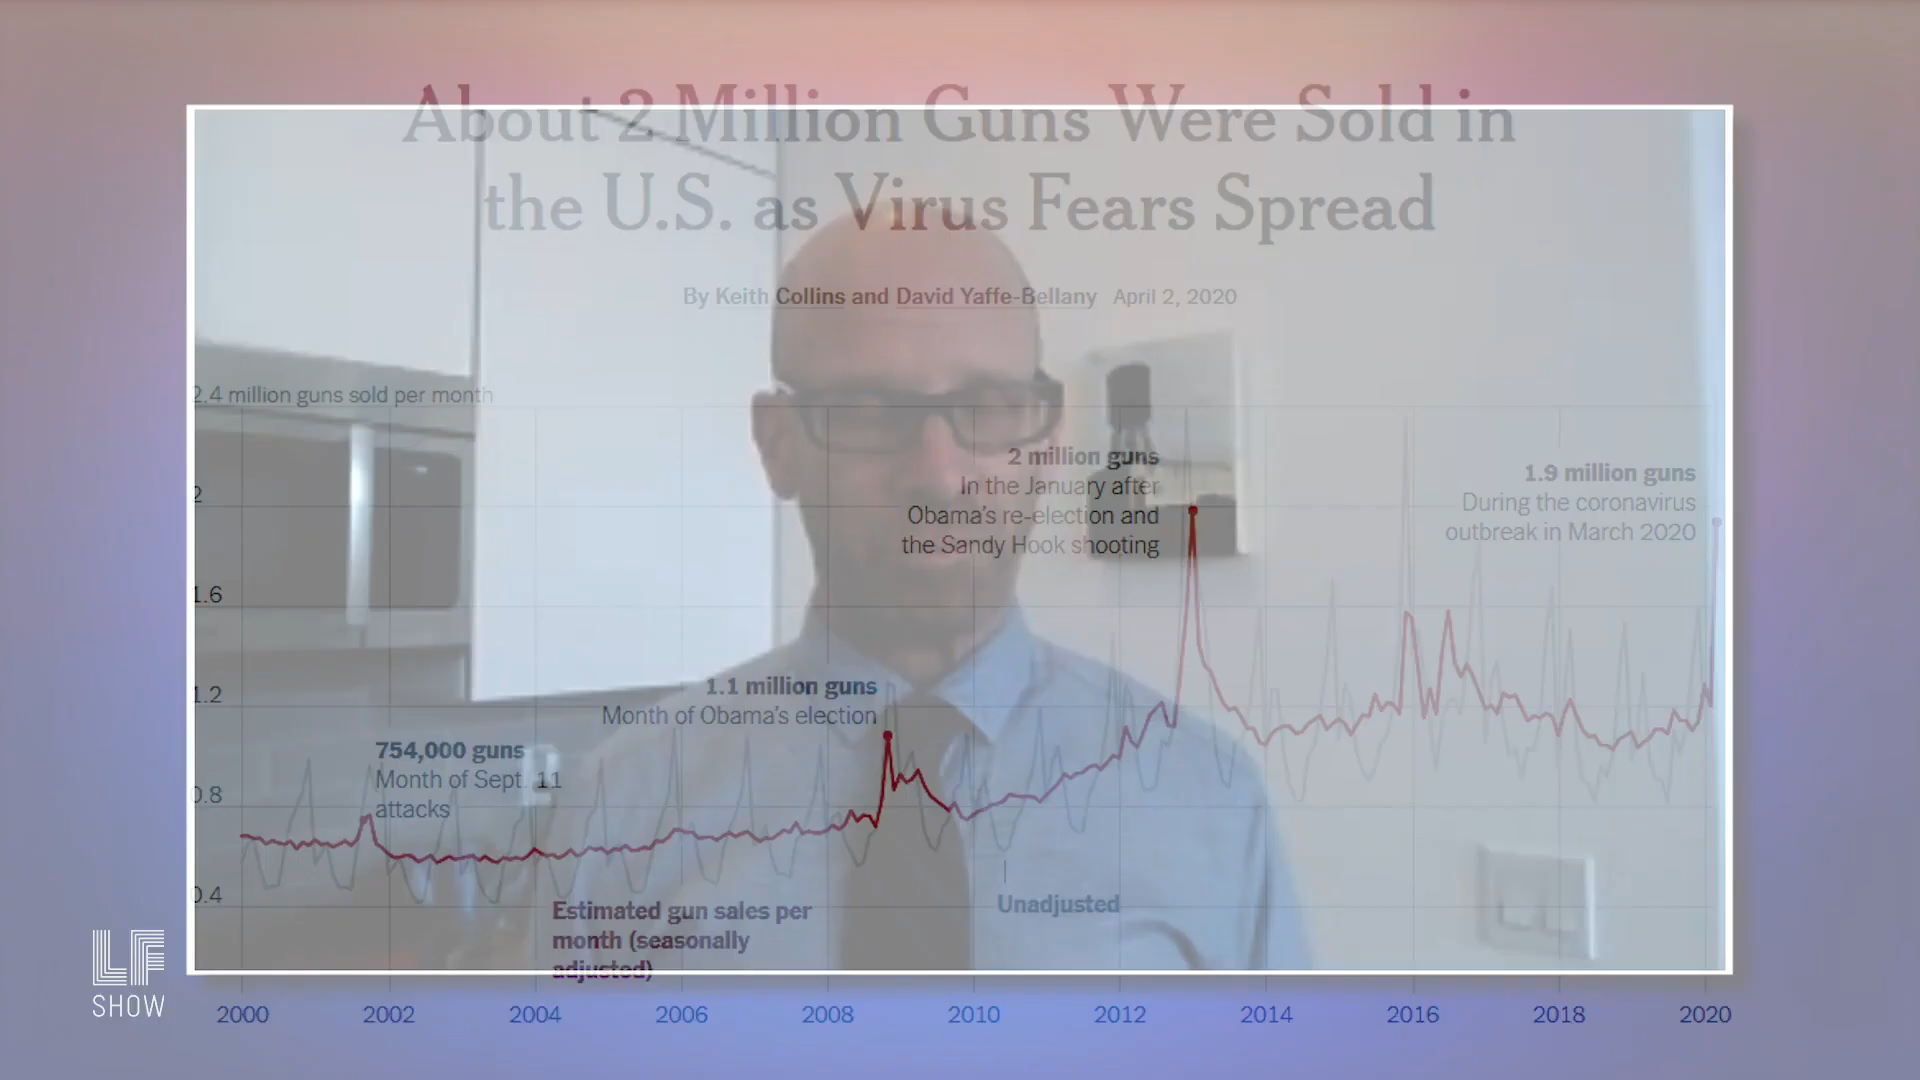 About 2 Million Guns Were Sold in
the U.S. as Virus Fears Spread
By Keith Collins and David Yaffe-Bellany April 2, 2020
2.4 million guns sold per month
2
1.6
1.2
0.8
0.4
2 million guns
In the January after
Obama's re-election and
the Sandy Hook shooting
1.9 million guns
During the coronavirus
outbreak in March 2020
1.1 million guns
Month of Obama's election
754,000 guns
Month of Sept. 11
attacks
Estimated gun sales per
month (seasonally
adjusted)
Unadjusted
LF
SHOW
2000 2002 2004 2006 2008 2010 2012 2014 2016 2018 2020